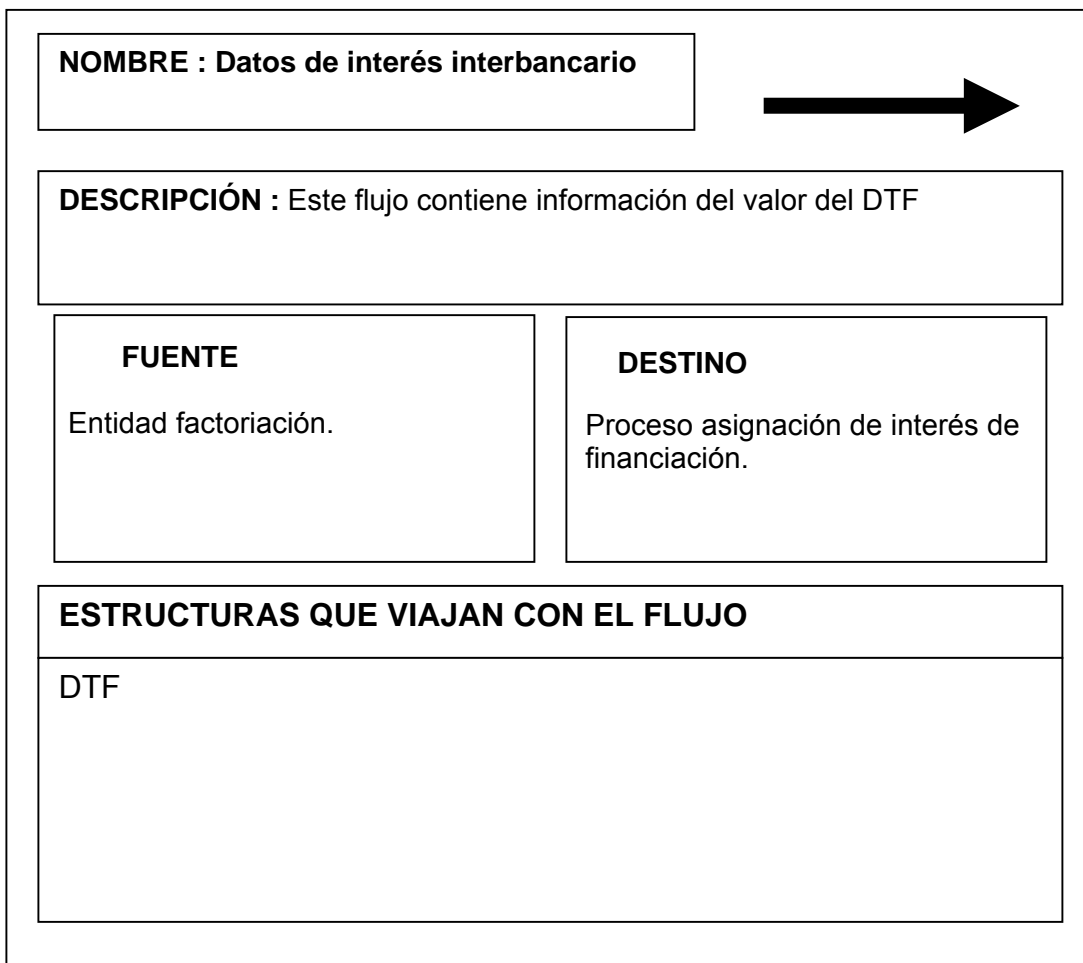 NOMBRE : Datos de interés interbancario
DESCRIPCIÓN : Este flujo contiene información del valor del DTF
FUENTE
Entidad factoriación.
DESTINO
Proceso asignación de interés de
financiación.
ESTRUCTURAS QUE VIAJAN CON EL FLUJO
DTF